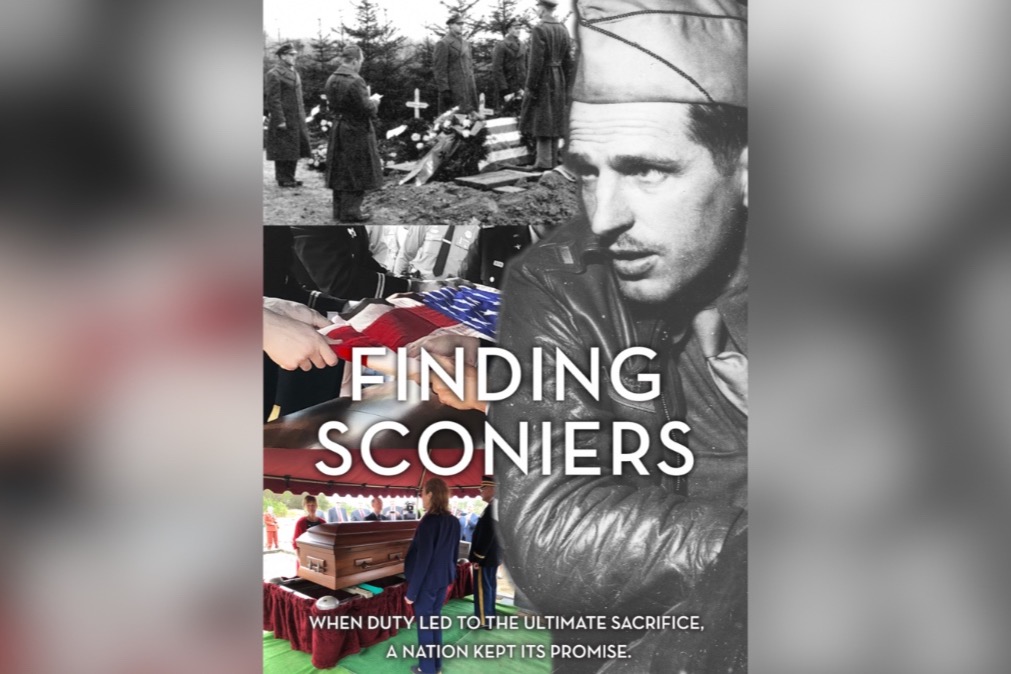 FINDING
SCONIERS
WHEN DUTY LED TO THE ULTIMATE SACRIFICE,
A NATION KEPT ITS PROMISE.